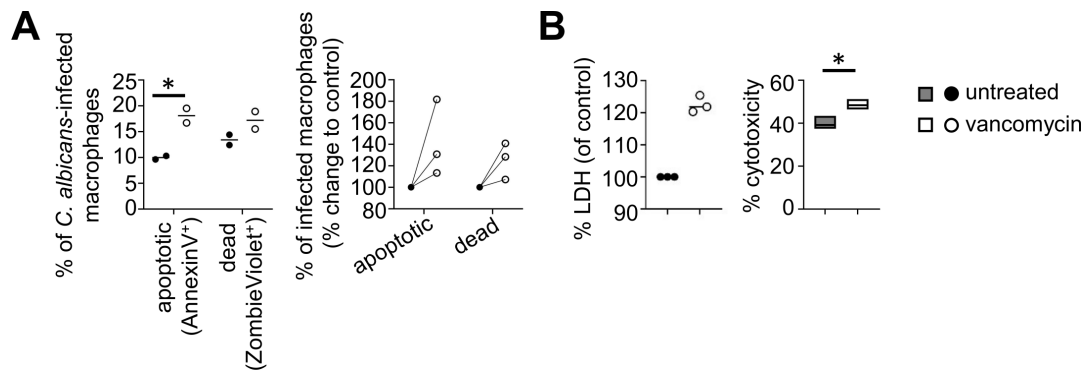 A
% of C. albicans-infected
macrophages
25
20
15
10
5
0
*
apoptotic
(AnnexinV+)
dead
(ZombieViolet+)
% of infected macrophages
(% change to control)
200
180
160
140
120
100
80
apoptotic
dead
B
% LDH (of control)
130
120
110
100
90
% cytotoxicity
60
40
20
0
*
untreated
vancomycin